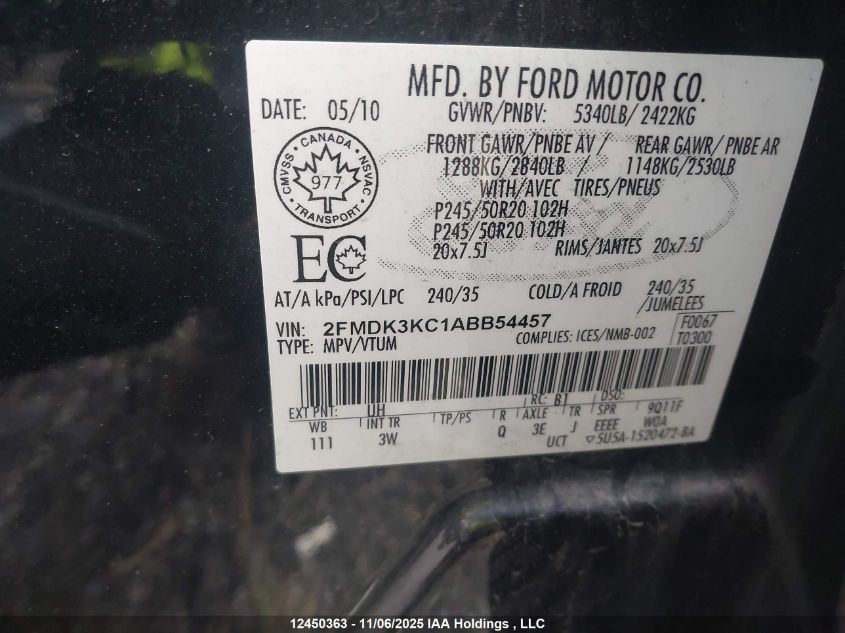 MFD. BY FORD MOTOR CO.
DATE: 05/10 GVWR/PNBV: 5340LB/ 2422KG
FRONT GAWR/PNBE AV / REAR GAWR/ PNBE AR
1288KG/2840LB / 1148KG/2530LB
WITH/AVEC TIRES/PNEUS
P245/50R20 102H
P245/50R20 102H
20x7.5J RIMS/JANTES 20x7.5J
CMVSS • CANADA • NSVAC
977
• TRANSPORT •
EC
AT/A kPa/PSI/LPC 240/35 COLD/A FROID 240/35
/JUMELEES
VIN: 2FMDK3KC1ABB54457 F0067
TYPE: MPV/VTUM COMPLIES: ICES/NMB-002 T0300
EXT PNT: UH RC: B1 DSO:
WB INT TR TP/PS R AXLE TR SPR 9Q11F
111 3W Q 3E J EEEE WOA
UCT ▽5U5A-1520472-BA
12450363 - 11/06/2025 IAA Holdings , LLC